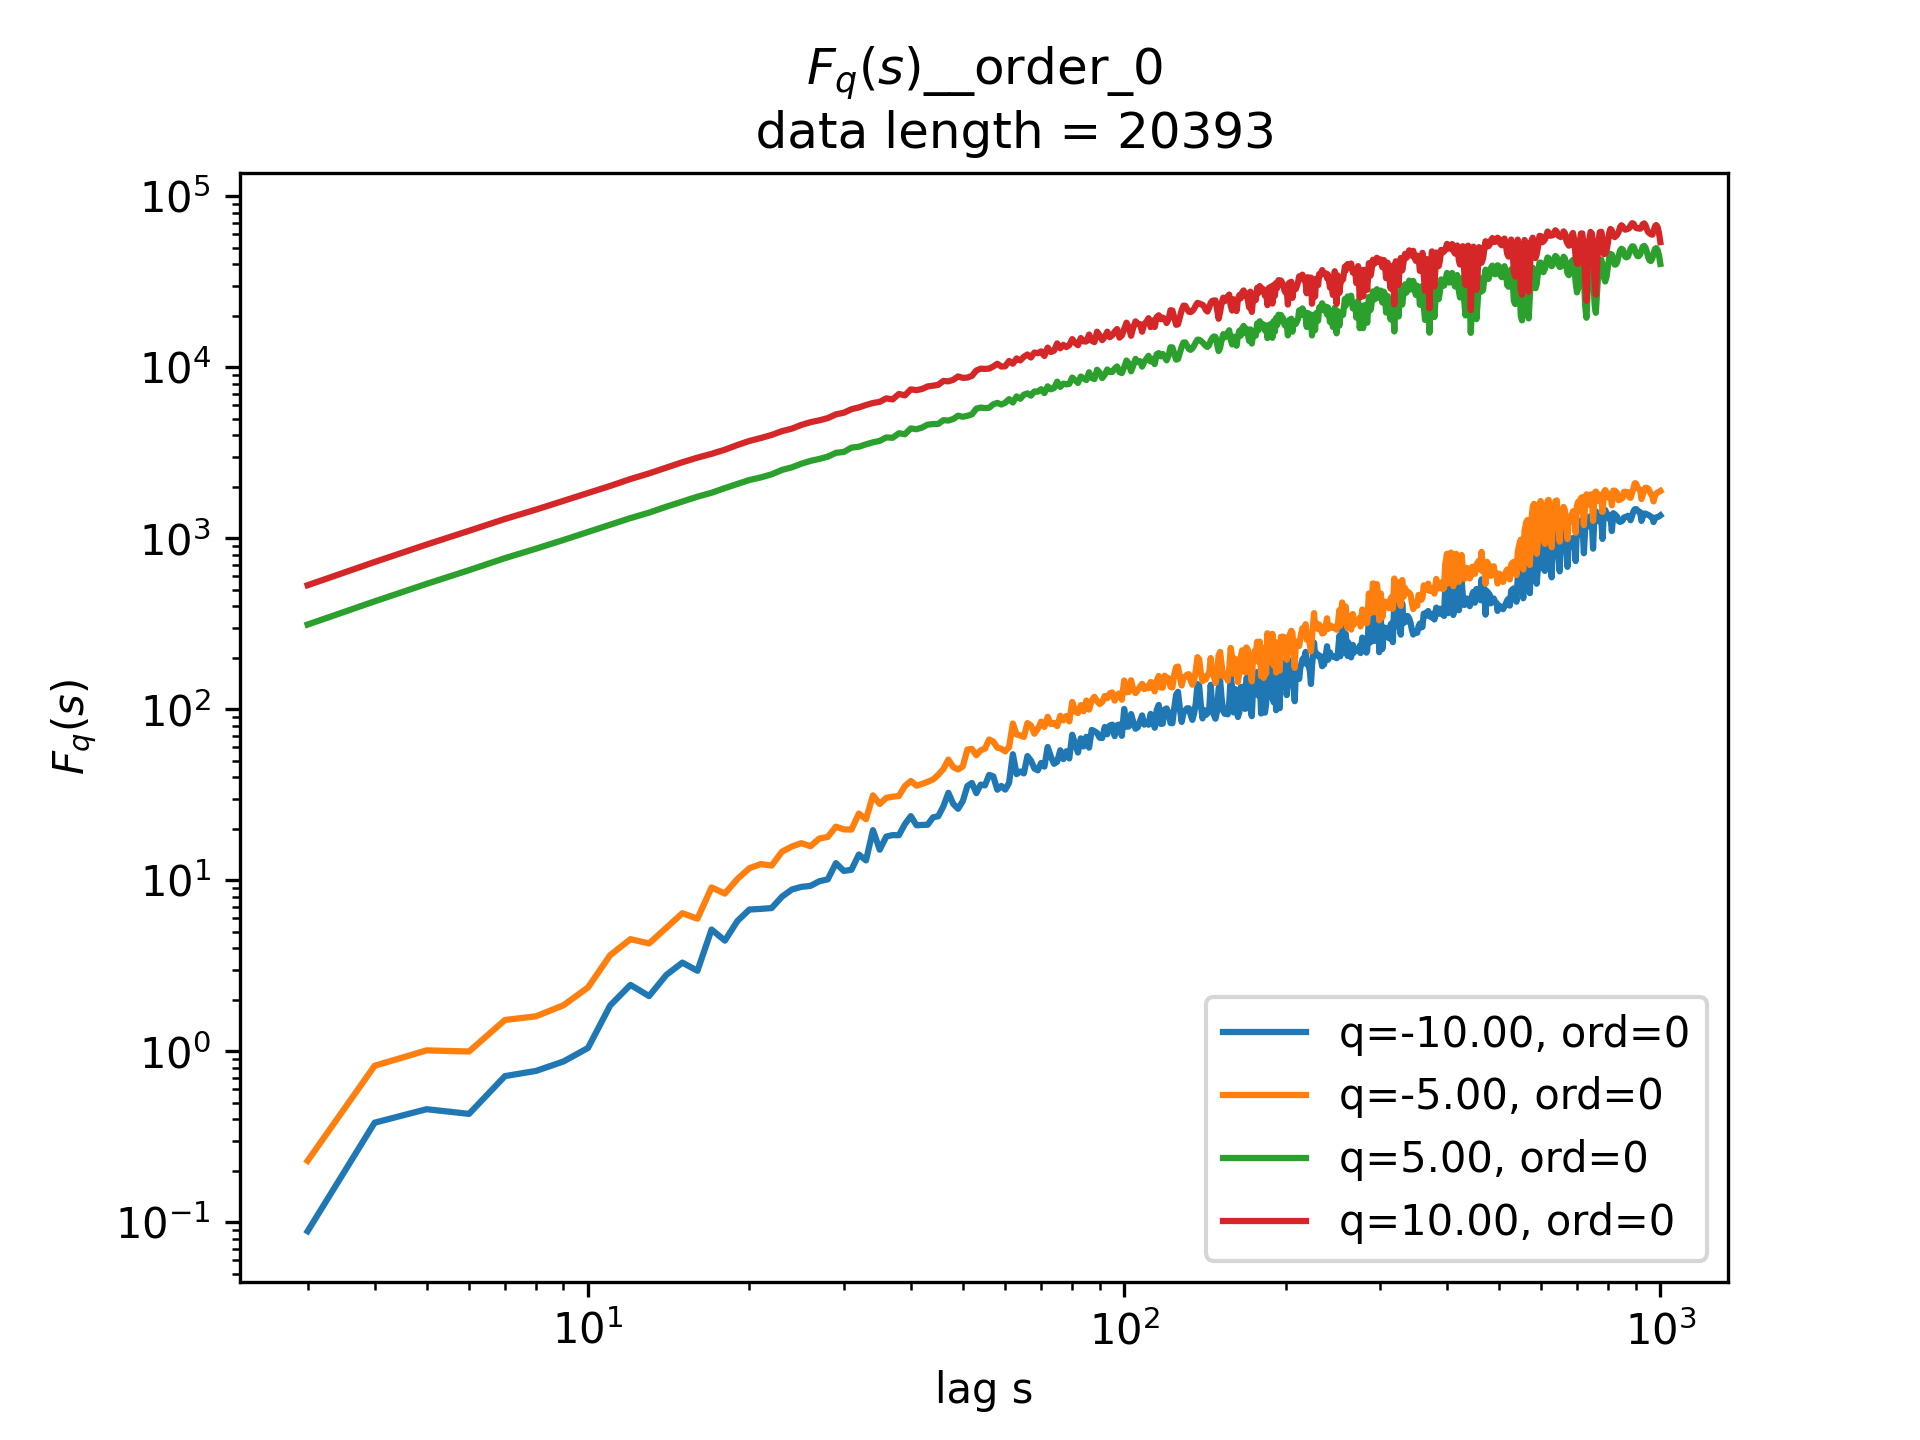 F_q(s)__order_0
data length = 20393
10^5
10^4
10^3
10^2
10^1
10^0
10^−1
F_q(s)
10^1
10^2
10^3
lag s
q=-10.00, ord=0
q=-5.00, ord=0
q=5.00, ord=0
q=10.00, ord=0